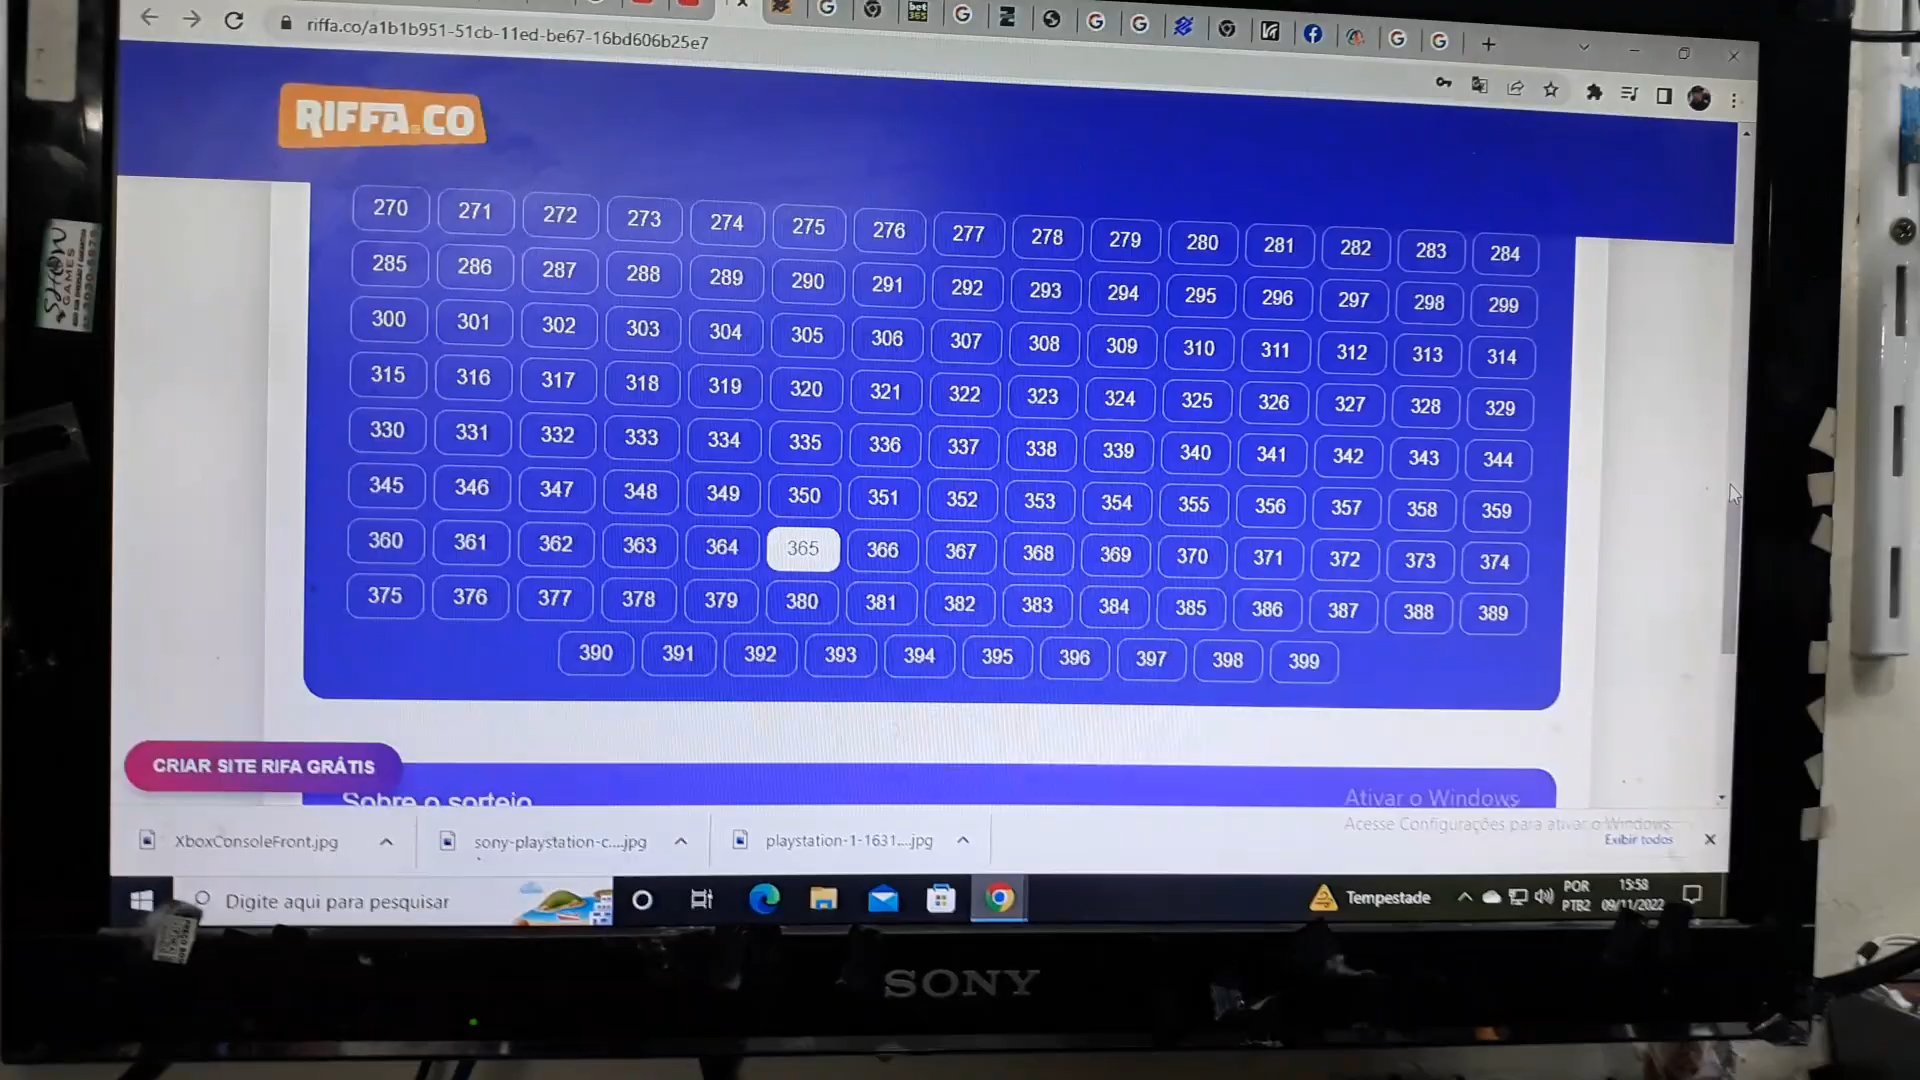 bet365
riffa.co/a1b1b951-51cb-11ed-be67-16bd606b25e7
RIFFA.CO
270 271 272 273 274 275 276 277 278 279 280 281 282 283 284
285 286 287 288 289 290 291 292 293 294 295 296 297 298 299
300 301 302 303 304 305 306 307 308 309 310 311 312 313 314
315 316 317 318 319 320 321 322 323 324 325 326 327 328 329
330 331 332 333 334 335 336 337 338 339 340 341 342 343 344
345 346 347 348 349 350 351 352 353 354 355 356 357 358 359
360 361 362 363 364 365 366 367 368 369 370 371 372 373 374
375 376 377 378 379 380 381 382 383 384 385 386 387 388 389
390 391 392 393 394 395 396 397 398 399
CRIAR SITE RIFA GRÁTIS
Sobre o sorteio
Ativar o Windows
Acesse Configurações para ativar o Windows.
XboxConsoleFront.jpg
sony-playstation-c....jpg
playstation-1-1631....jpg
Exibir todos
Digite aqui para pesquisar
Tempestade
POR
PTB2
15:58
09/11/2022
SONY
SHOW
GAMES